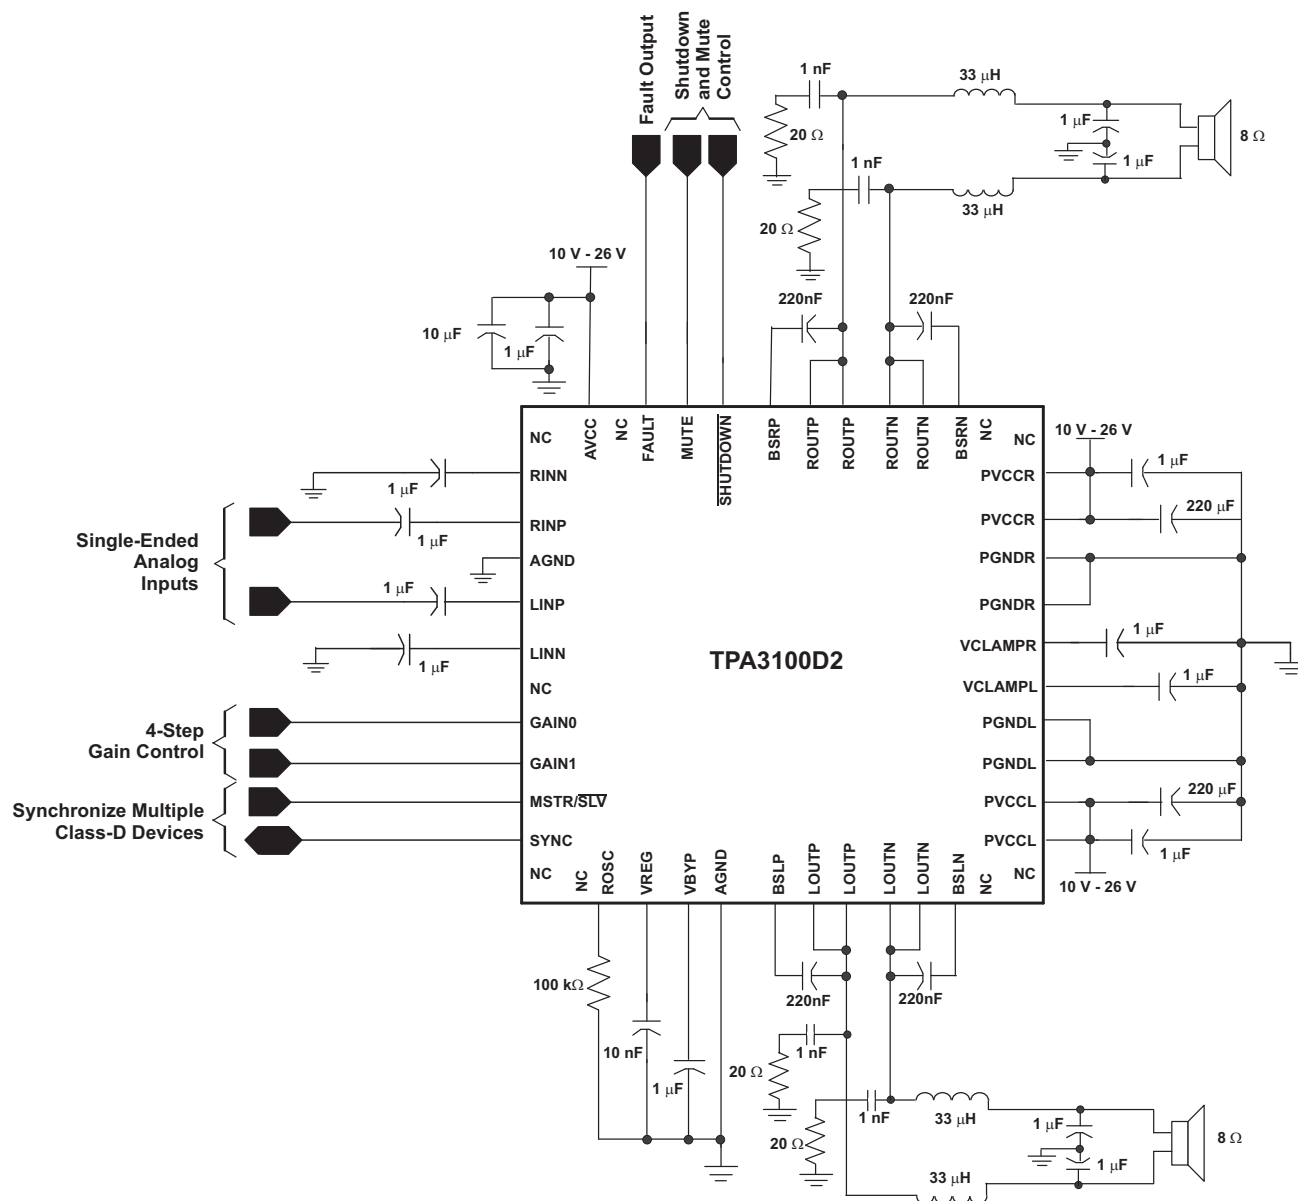 Fault Output
Shutdown
and Mute
Control
1 nF
33 μH
20 Ω
1 μF
1 μF
8 Ω
1 nF
33 μH
20 Ω
10 V - 26 V
10 μF
1 μF
220nF
220nF
NC
AVCC
NC
FAULT
MUTE
SHUTDOWN
BSRP
ROUTP
ROUTP
ROUTN
ROUTN
BSRN
NC
NC
10 V - 26 V
1 μF
RINN
PVCCR
1 μF
Single-Ended
Analog
Inputs
1 μF
RINP
PVCCR
220 μF
AGND
PGNDR
1 μF
LINP
PGNDR
1 μF
LINN
VCLAMPR
1 μF
TPA3100D2
NC
VCLAMPL
1 μF
4-Step
Gain Control
GAIN0
PGNDL
GAIN1
PGNDL
Synchronize Multiple
Class-D Devices
MSTR/SLV
PVCCL
220 μF
SYNC
PVCCL
1 μF
NC
NC
ROSC
VREG
VBYP
AGND
BSLP
LOUTP
LOUTP
LOUTN
LOUTN
BSLN
NC
NC
10 V - 26 V
100 kΩ
220nF
220nF
10 nF
1 μF
1 nF
20 Ω
1 nF
33 μH
20 Ω
1 μF
1 μF
8 Ω
33 μH